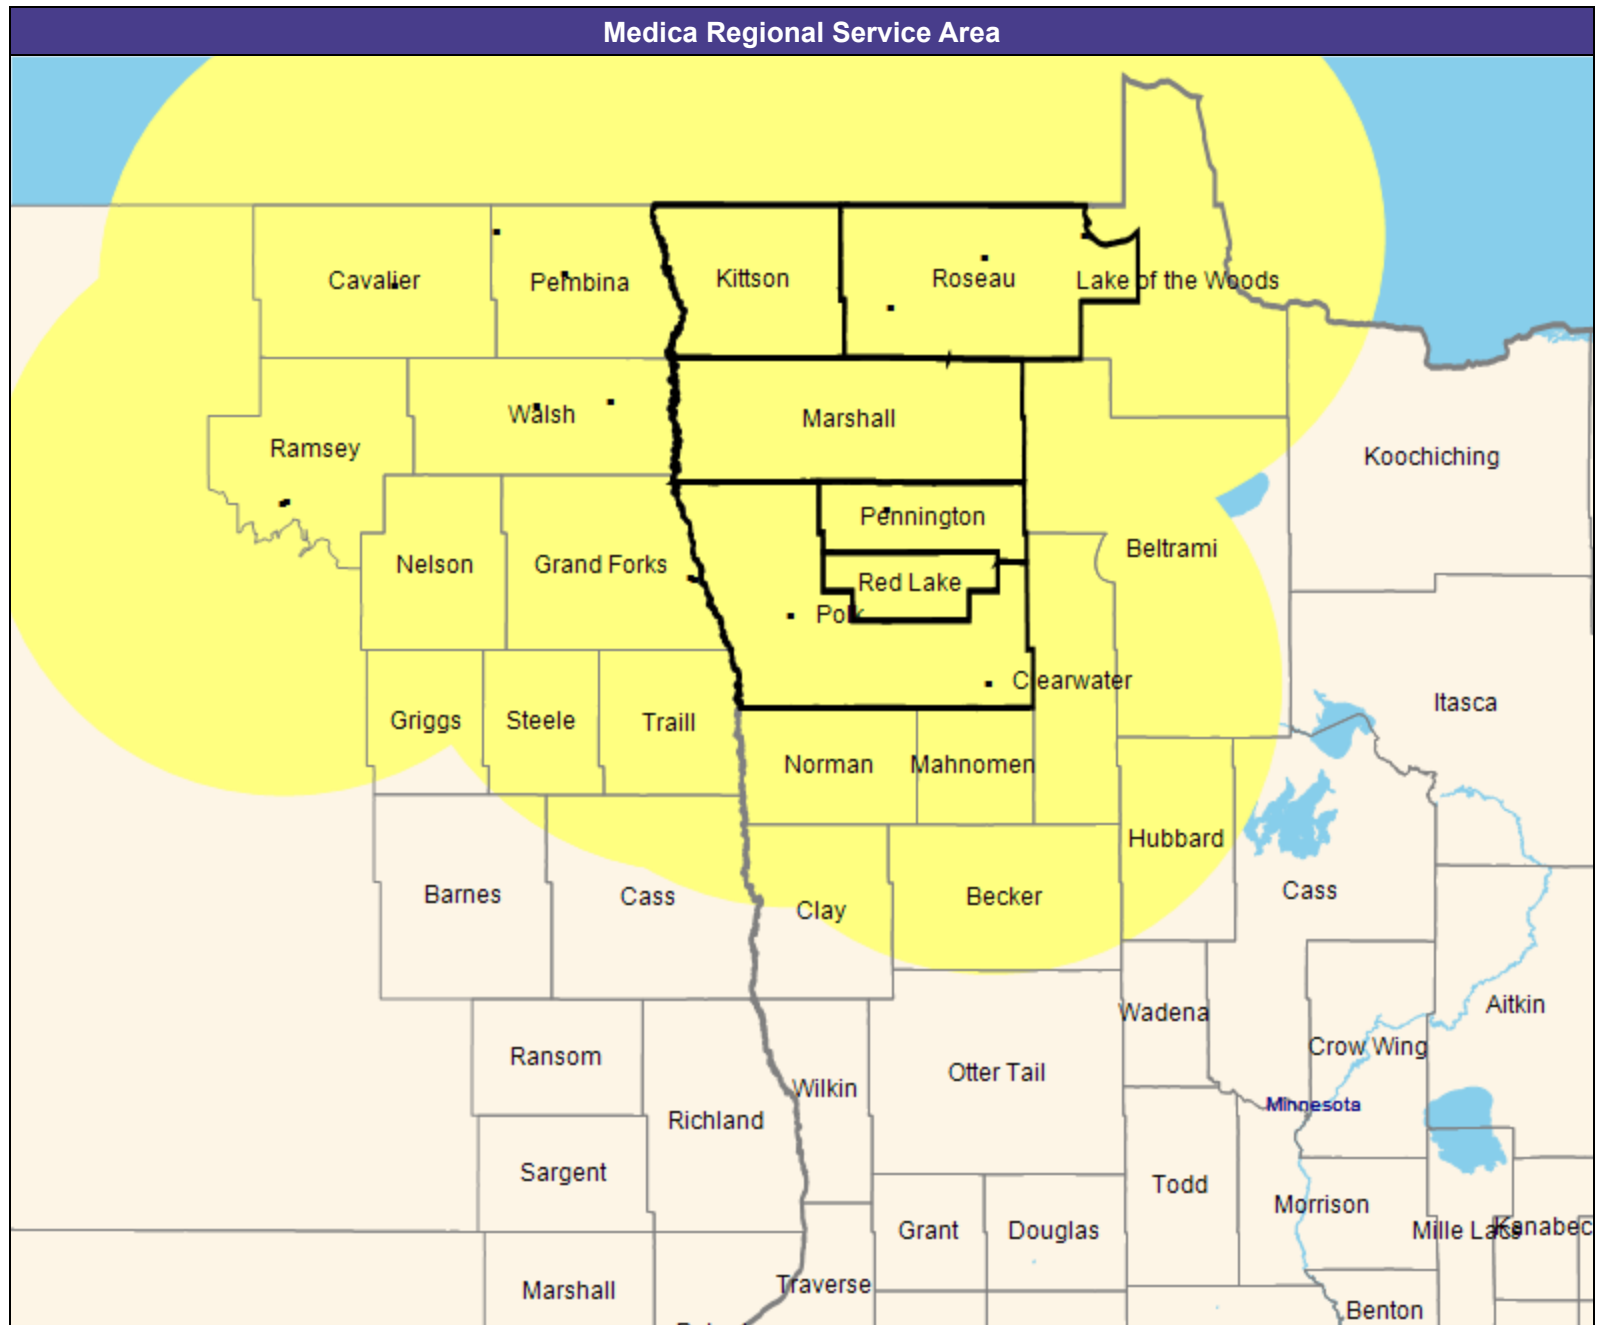 Medica Regional Service Area
Cavalier
Pembina
Kittson
Roseau
Lake of the Woods
Walsh
Marshall
Ramsey
Koochiching
Pennington
Beltrami
Nelson
Grand Forks
Red Lake
Polk
Clearwater
Itasca
Griggs
Steele
Traill
Norman
Mahnomen
Hubbard
Barnes
Cass
Clay
Becker
Cass
Wadena
Aitkin
Crow Wing
Ransom
Otter Tail
Wilkin
Minnesota
Richland
Sargent
Todd
Morrison
Grant
Douglas
Mille Lacs
Kanabec
Marshall
Traverse
Benton